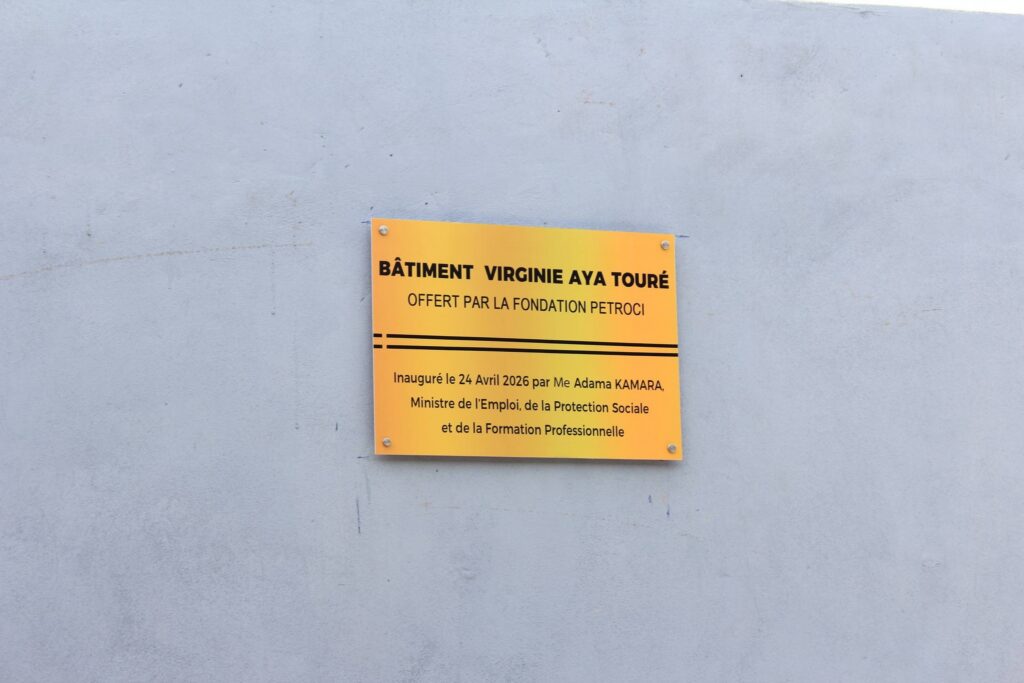 BÂTIMENT VIRGINIE AYA TOURÉ
OFFERT PAR LA FONDATION PETROCI
Inauguré le 24 Avril 2026 par Me Adama KAMARA,
Ministre de l'Emploi, de la Protection Sociale
et de la Formation Professionnelle